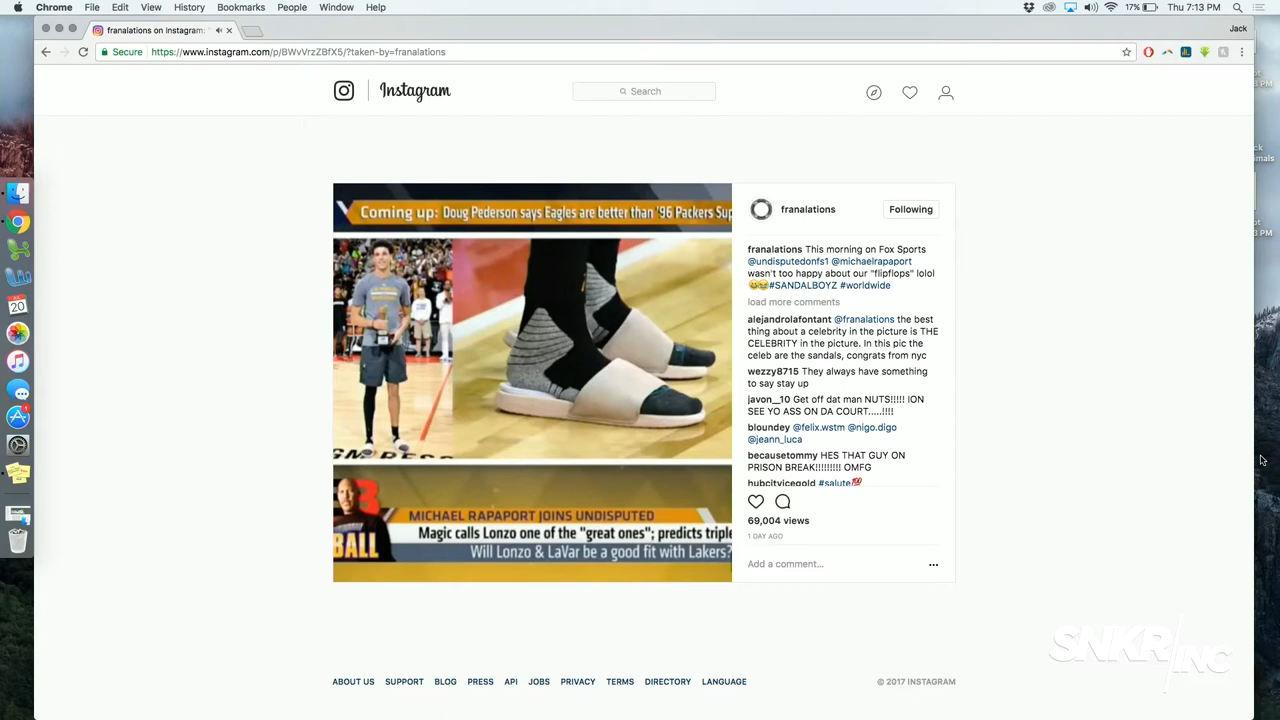 Chrome File Edit View History Bookmarks People Window Help 17% Thu 7:13 PM
franalations on Instagram: Jack
Secure https://www.instagram.com/p/BWvVrzZBfX5/?taken-by=franalations
Instagram Search
Coming up: Doug Pederson says Eagles are better than '96 Packers Sup
MICHAEL RAPAPORT JOINS UNDISPUTED
Magic calls Lonzo one of the "great ones"; predicts triple
Will Lonzo & LaVar be a good fit with Lakers?
BALL
franalations Following
franalations This morning on Fox Sports
@undisputedonfs1 @michaelrapaport
wasn't too happy about our "flipflops" lolol
😄😂#SANDALBOYZ #worldwide
load more comments
alejandrolafontant @franalations the best
thing about a celebrity in the picture is THE
CELEBRITY in the picture. In this pic the
celeb are the sandals, congrats from nyc
wezzy8715 They always have something
to say stay up
javon__10 Get off dat man NUTS!!!!! ION
SEE YO ASS ON DA COURT.....!!!!
bloundey @felix.wstm @nigo.digo
@jeann_luca
becausetommy HES THAT GUY ON
PRISON BREAK!!!!!!!!! OMFG
hubcitvicegold #salute💯
69,004 views
1 DAY AGO
Add a comment...
SNKR/INC
ABOUT US SUPPORT BLOG PRESS API JOBS PRIVACY TERMS DIRECTORY LANGUAGE © 2017 INSTAGRAM
JUL
20